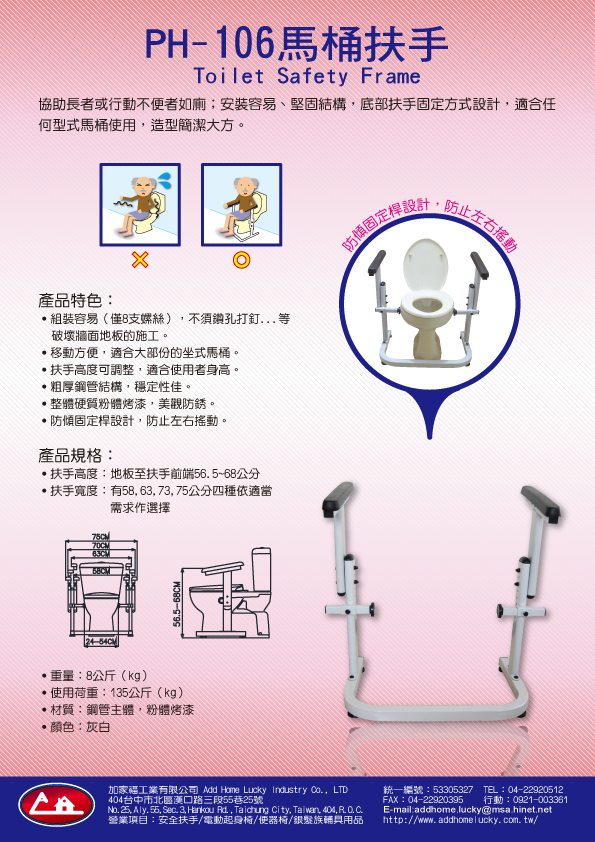 PH-106馬桶扶手
Toilet Safety Frame
協助長者或行動不便者如廁；安裝容易、堅固結構，底部扶手固定方式設計，適合任
何型式馬桶使用，造型簡潔大方。
防傾固定桿設計，防止左右搖動
產品特色：
•組裝容易（僅8支螺絲），不須鑽孔打釘...等
破壞牆面地板的施工。
•移動方便，適合大部份的坐式馬桶。
•扶手高度可調整，適合使用者身高。
•粗厚鋼管結構，穩定性佳。
•整體硬質粉體烤漆，美觀防銹。
•防傾固定桿設計，防止左右搖動。
產品規格：
•扶手高度：地板至扶手前端56.5~68公分
•扶手寬度：有58,63,73,75公分四種依適當
需求作選擇
75CM
70CM
63CM
58CM
24-54CM
56.5-68CM
•重量：8公斤（kg）
•使用荷重：135公斤（kg）
•材質：鋼管主體，粉體烤漆
•顏色：灰白
加家福工業有限公司 Add Home Lucky Industry Co., LTD
404台中市北區漢口路三段55巷25號
No.25,Aly.55,Sec.3,Hankou Rd.,Taichung City,Taiwan,404,R.O.C.
營業項目：安全扶手/電動起身椅/便器椅/銀髮族輔具用品
統一編號：53305327 TEL：04-22920512
FAX：04-22920395 行動：0921-003361
E-mail:addhome.lucky@msa.hinet.net
http://www.addhomelucky.com.tw/